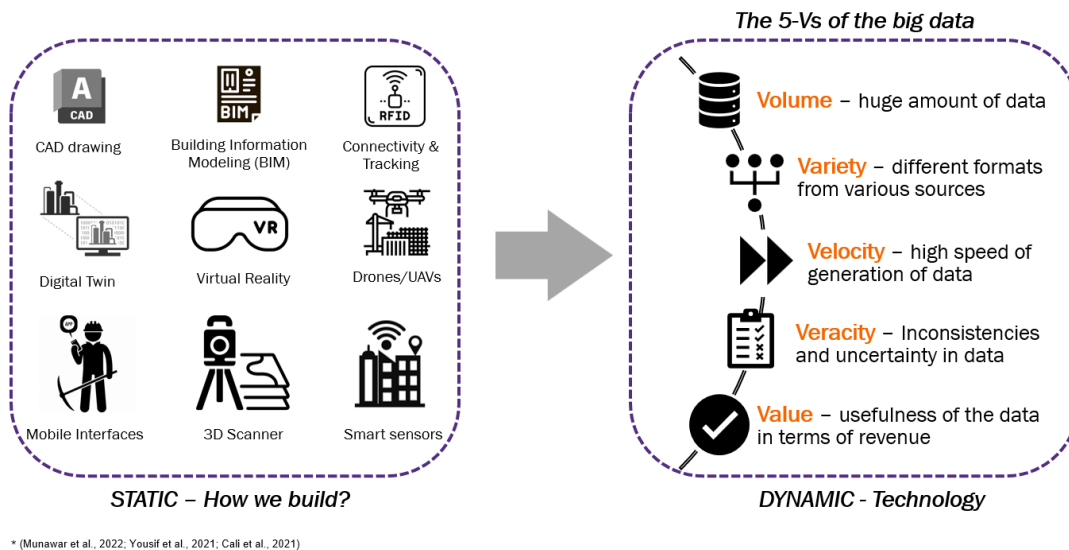 The 5-Vs of the big data
A
CAD
CAD drawing
BIM
Building Information
Modeling (BIM)
RFID
Connectivity &
Tracking
Digital Twin
VR
Virtual Reality
Drones/UAVs
APP
Mobile Interfaces
3D Scanner
Smart sensors
STATIC – How we build?
Volume – huge amount of data
Variety – different formats
from various sources
Velocity – high speed of
generation of data
Veracity – Inconsistencies
and uncertainty in data
Value – usefulness of the data
in terms of revenue
DYNAMIC - Technology
* (Munawar et al., 2022; Yousif et al., 2021; Cali et al., 2021)